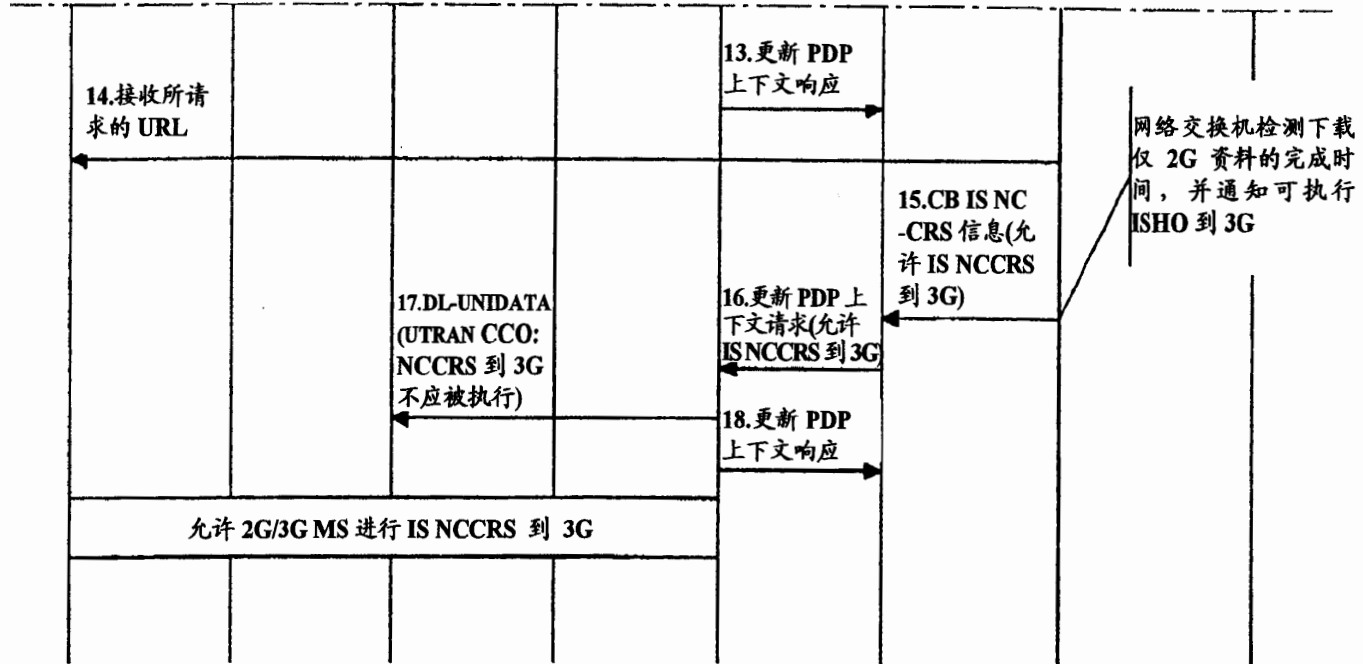 13.更新 PDP
上下文响应
14.接收所请
求的 URL
网络交换机检测下载
仅 2G 资料的完成时
间，并通知可执行
ISHO 到 3G
15.CB IS NC
-CRS 信息(允
许 IS NCCRS
到 3G)
16.更新 PDP 上
下文请求(允许
IS NCCRS 到 3G)
17.DL-UNIDATA
(UTRAN CCO:
NCCRS 到 3G
不应被执行)
18.更新 PDP
上下文响应
允许 2G/3G MS 进行 IS NCCRS 到 3G